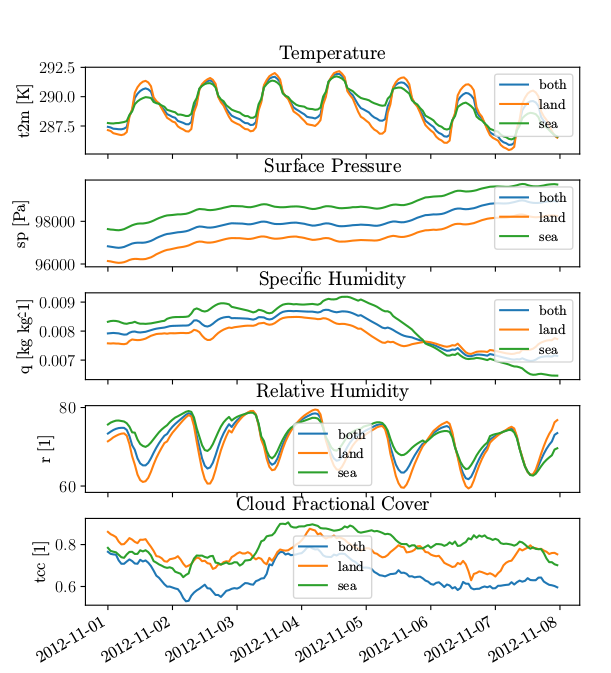 Temperature
292.5
290.0
287.5
t2m [K]
both
land
sea
Surface Pressure
98000
96000
sp [Pa]
both
land
sea
Specific Humidity
0.009
0.008
0.007
q [kg kg-1]
both
land
sea
Relative Humidity
80
60
r [1]
both
land
sea
Cloud Fractional Cover
0.8
0.6
tcc [1]
both
land
sea
2012-11-01
2012-11-02
2012-11-03
2012-11-04
2012-11-05
2012-11-06
2012-11-07
2012-11-08